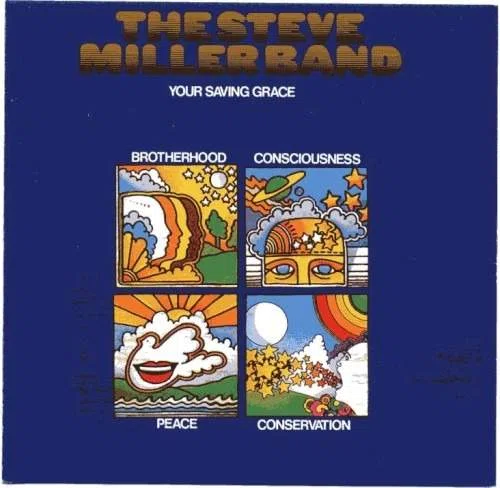 THE STEVE
MILLER BAND
YOUR SAVING GRACE
BROTHERHOOD
CONSCIOUSNESS
PEACE
CONSERVATION